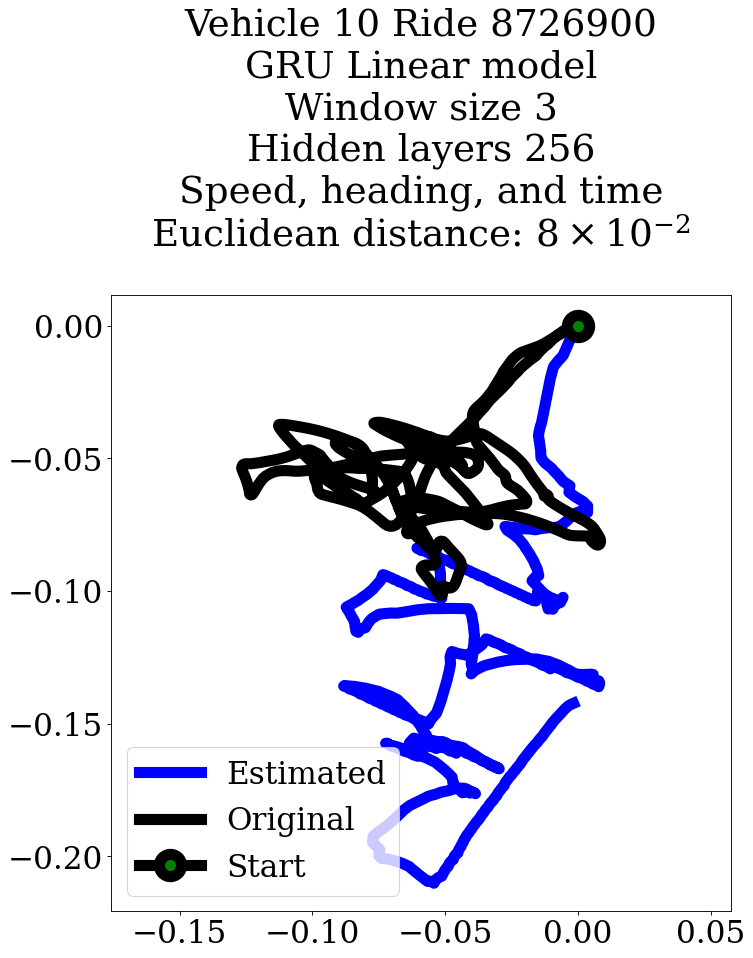 Vehicle 10 Ride 8726900
GRU Linear model
Window size 3
Hidden layers 256
Speed, heading, and time
Euclidean distance: 8 × 10⁻²
0.00
−0.05
−0.10
−0.15
−0.20
Estimated
Original
Start
−0.15 −0.10 −0.05 0.00 0.05